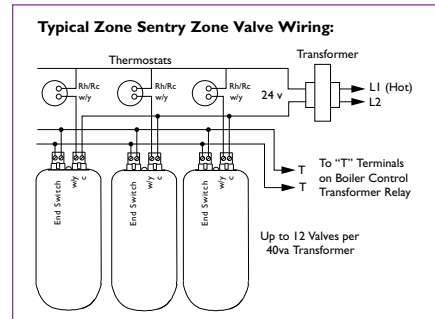 Typical Zone Sentry Zone Valve Wiring:
Transformer
Thermostats
Rh/Rc
w/y
Rh/Rc
w/y
Rh/Rc
w/y
24 v
L1 (Hot)
L2
T
T
To “T” Terminals
on Boiler Control
Transformer Relay
End Switch
w/y
c
End Switch
w/y
c
End Switch
w/y
c
Up to 12 Valves per
40va Transformer